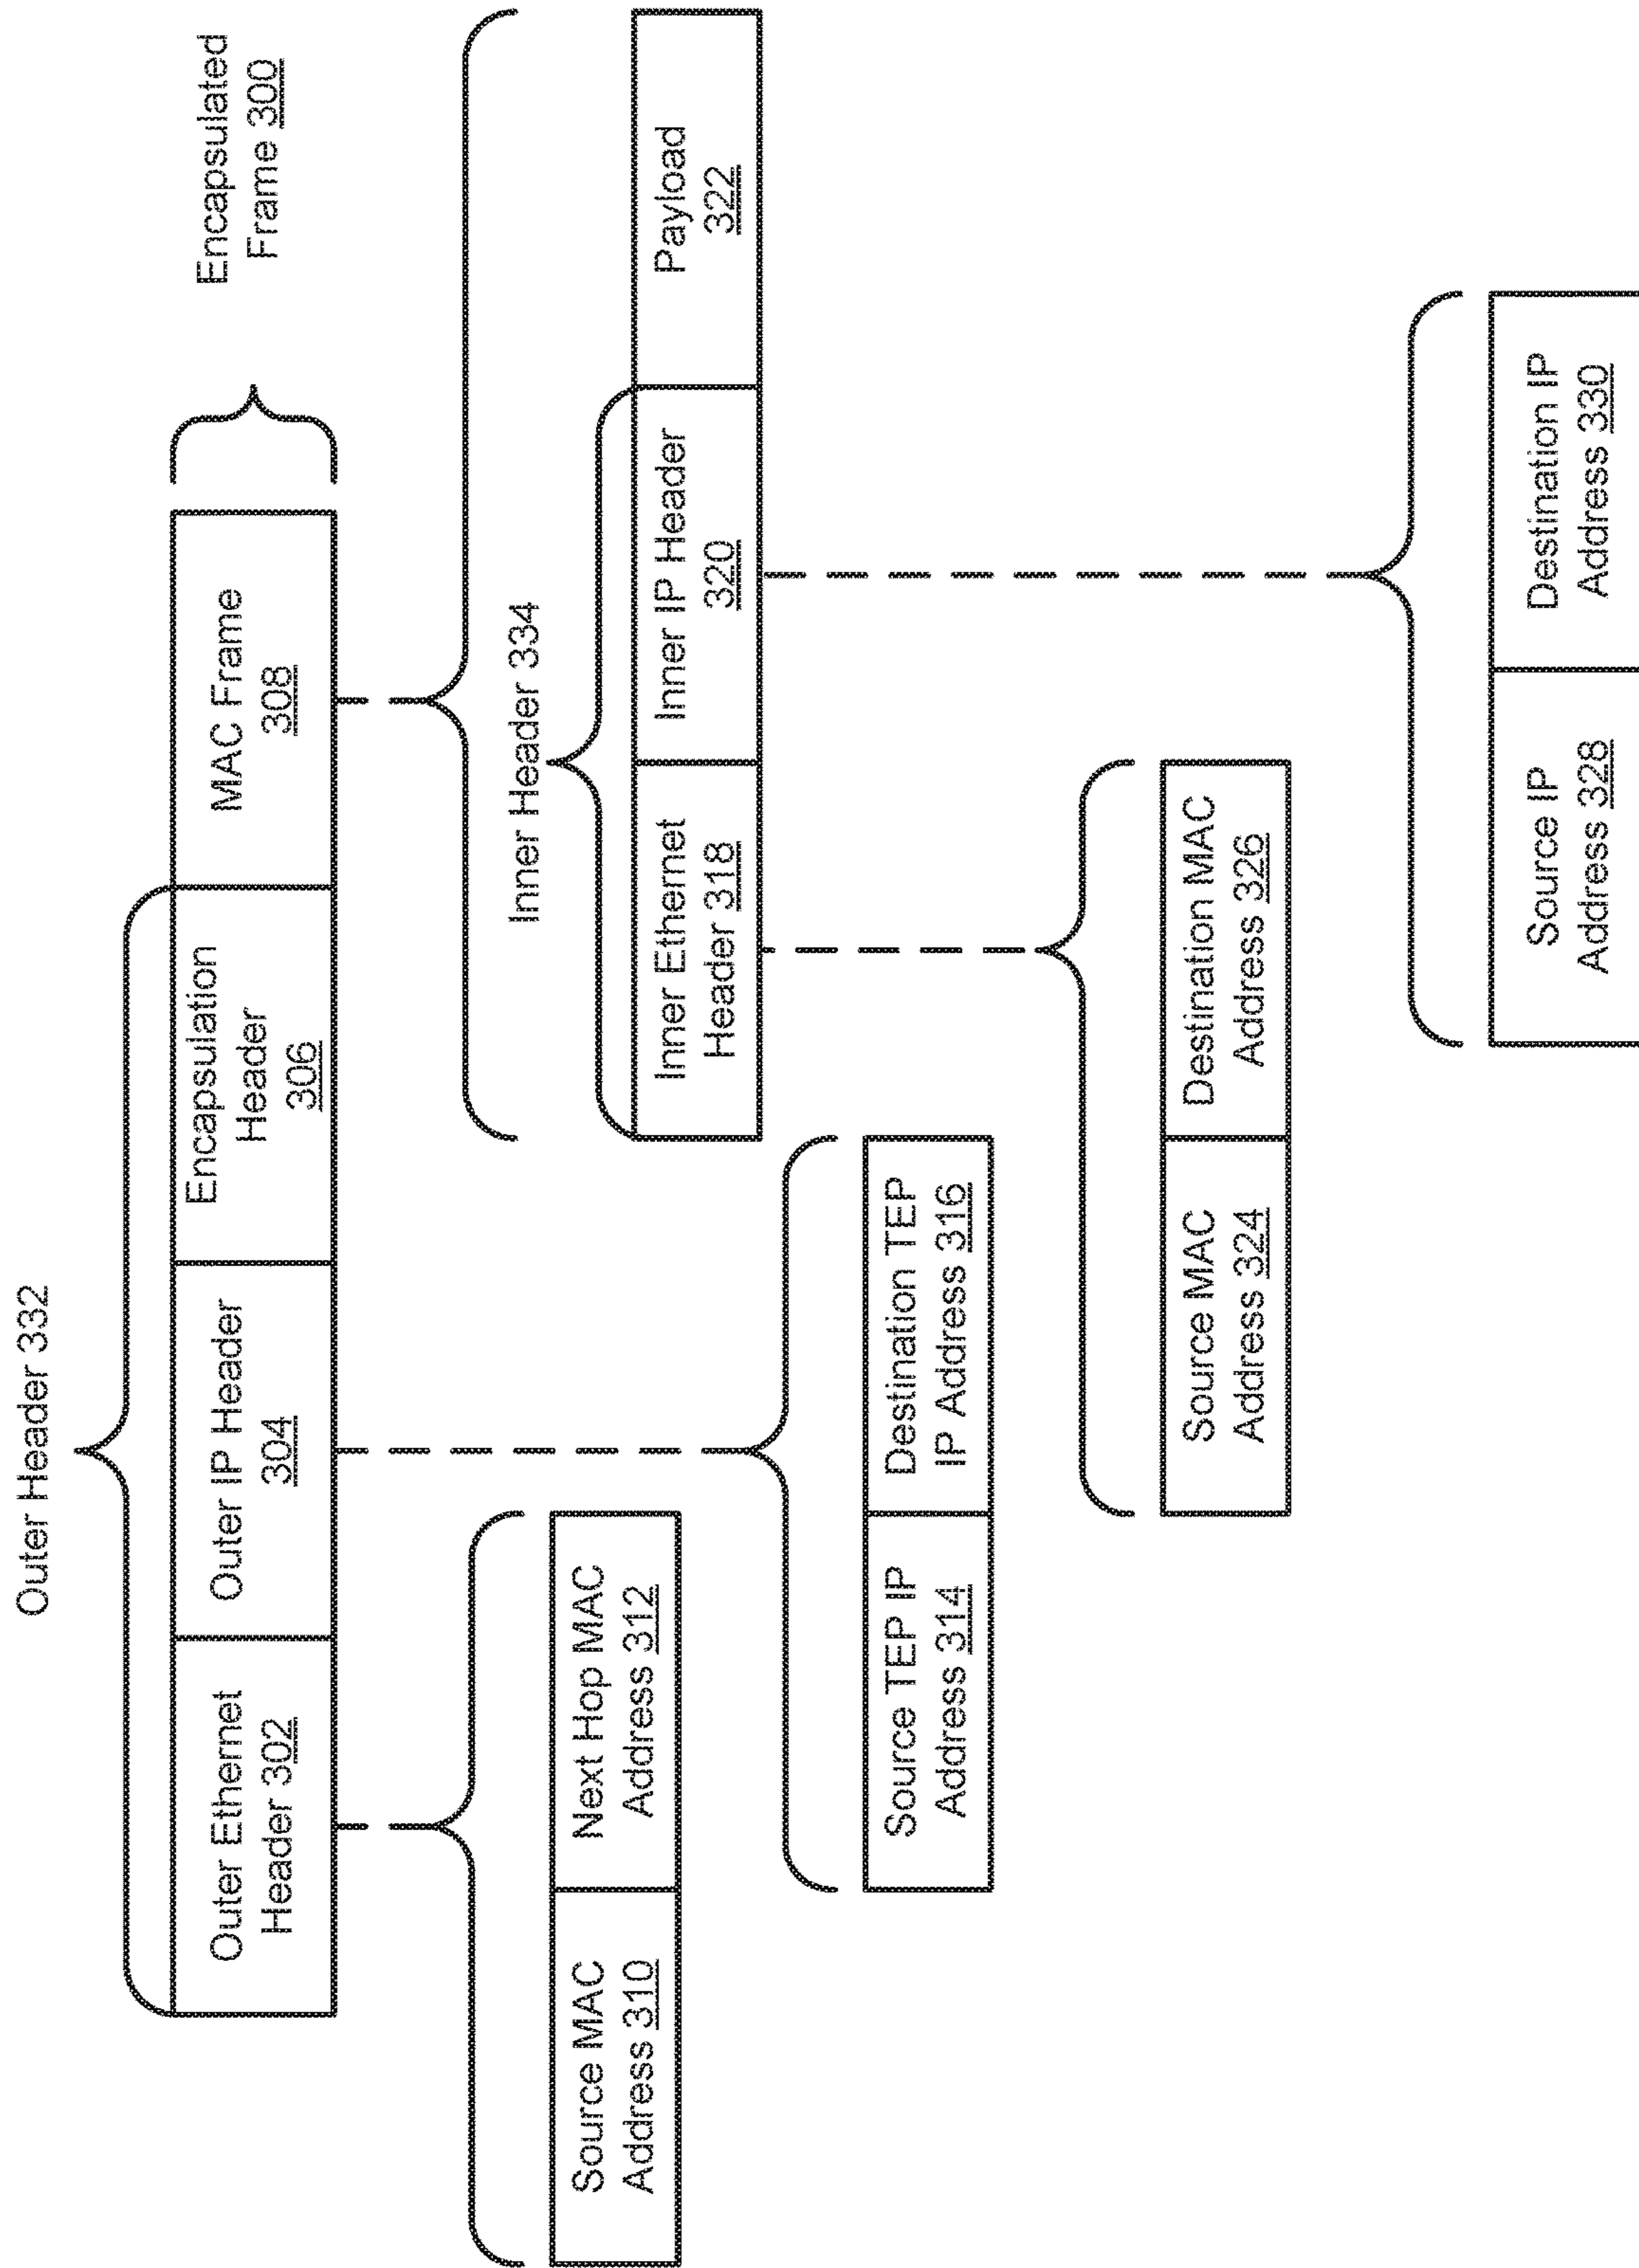 Outer Header 332
Encapsulated
Frame 300
Outer Ethernet
Header 302
Outer IP Header
304
Encapsulation
Header
306
MAC Frame
308
Inner Header 334
Source MAC
Address 310
Next Hop MAC
Address 312
Inner Ethernet
Header 318
Inner IP Header
320
Payload
322
Source TEP IP
Address 314
Destination TEP
IP Address 316
Source MAC
Address 324
Destination MAC
Address 326
Source IP
Address 328
Destination IP
Address 330